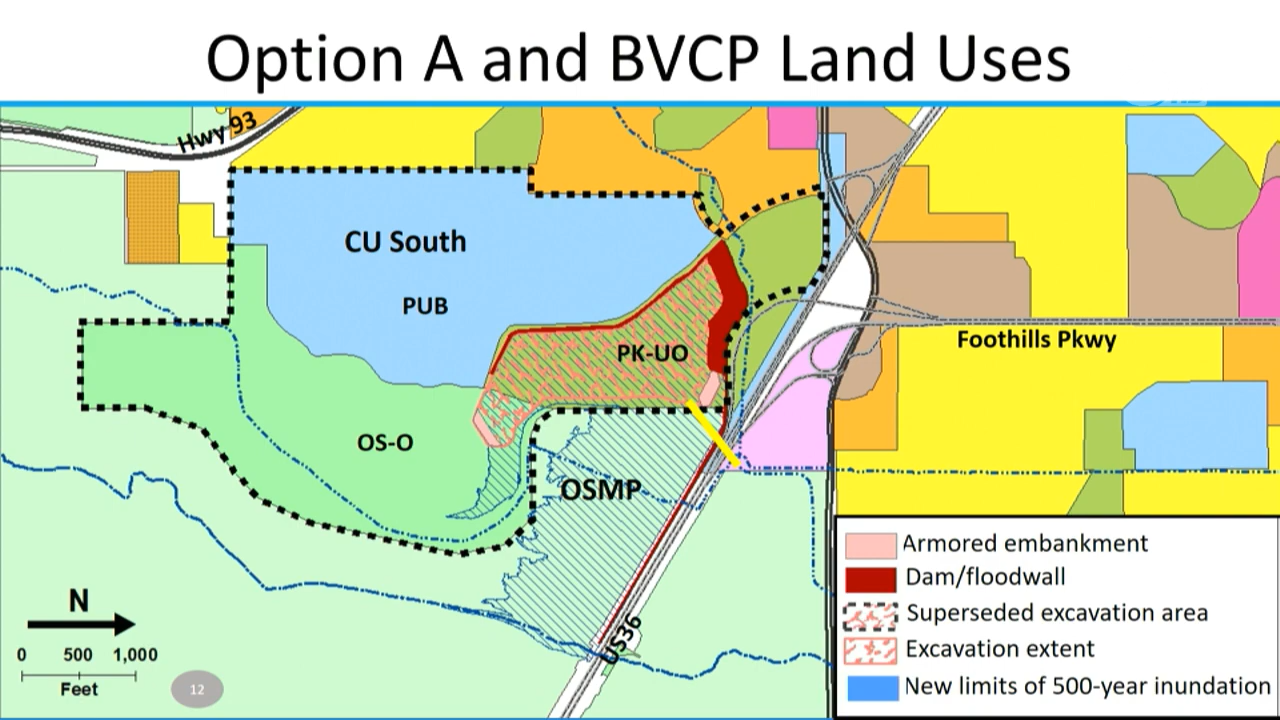 Option A and BVCP Land Uses
Hwy 93
CU South
PUB
PK-UO
Foothills Pkwy
OS-O
OSMP
US36
N
0 500 1,000
Feet
12
Armored embankment
Dam/floodwall
Superseded excavation area
Excavation extent
New limits of 500-year inundation